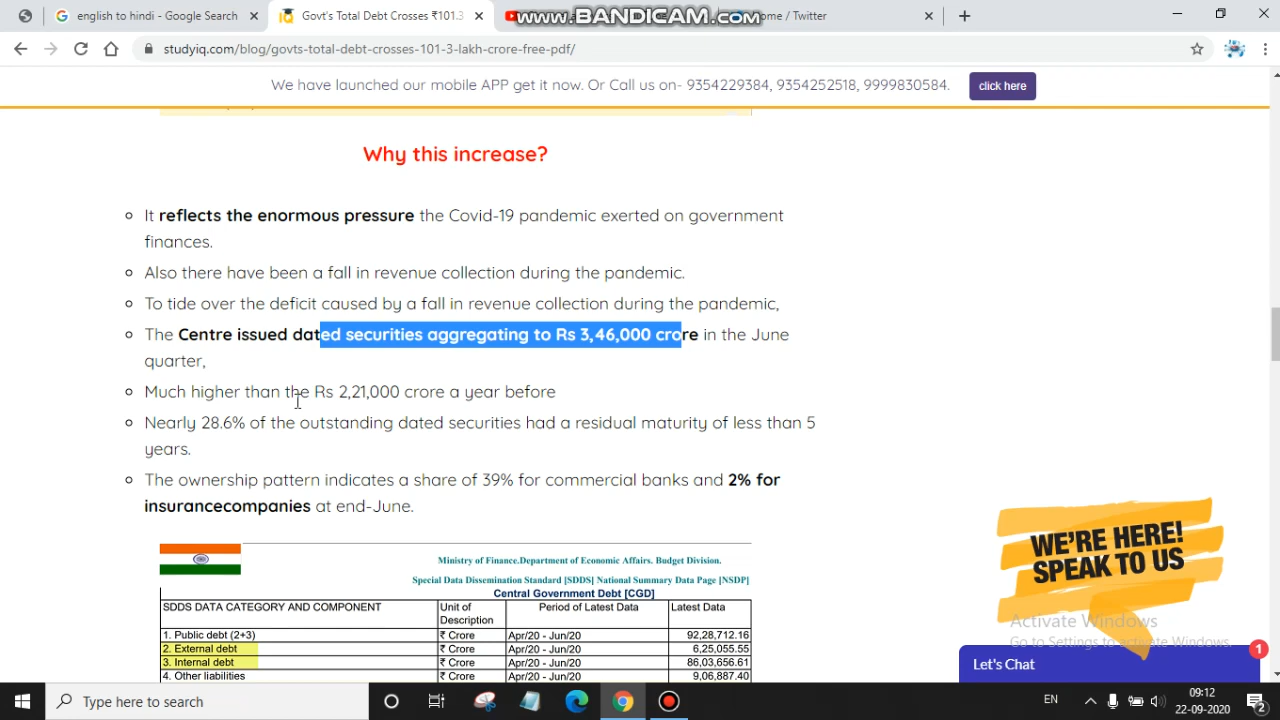 english to hindi - Google Search
Govt's Total Debt Crosses ₹101.3
www.BANDICAM.com
ome / Twitter
studyiq.com/blog/govts-total-debt-crosses-101-3-lakh-crore-free-pdf/
We have launched our mobile APP get it now. Or Call us on- 9354229384, 9354252518, 9999830584.
click here
Why this increase?
It reflects the enormous pressure the Covid-19 pandemic exerted on government
finances.
Also there have been a fall in revenue collection during the pandemic.
To tide over the deficit caused by a fall in revenue collection during the pandemic,
The Centre issued dated securities aggregating to Rs 3,46,000 crore in the June
quarter,
Much higher than the Rs 2,21,000 crore a year before
Nearly 28.6% of the outstanding dated securities had a residual maturity of less than 5
years.
The ownership pattern indicates a share of 39% for commercial banks and 2% for
insurancecompanies at end-June.
Ministry of Finance.Department of Economic Affairs. Budget Division.
Special Data Dissemination Standard [SDDS] National Summary Data Page [NSDP]
Central Government Debt [CGD]
SDDS DATA CATEGORY AND COMPONENT Unit of Description Period of Latest Data Latest Data
1. Public debt (2+3) ₹ Crore Apr/20 - Jun/20 92,28,712.16
2. External debt ₹ Crore Apr/20 - Jun/20 6,25,055.55
3. Internal debt ₹ Crore Apr/20 - Jun/20 86,03,656.61
4. Other liabilities ₹ Crore Apr/20 - Jun/20 9,06,887.40
WE'RE HERE!
SPEAK TO US
Activate Windows
Go to Settings to activate Windows.
Let's Chat
1
Type here to search
EN
09:12
22-09-2020
2